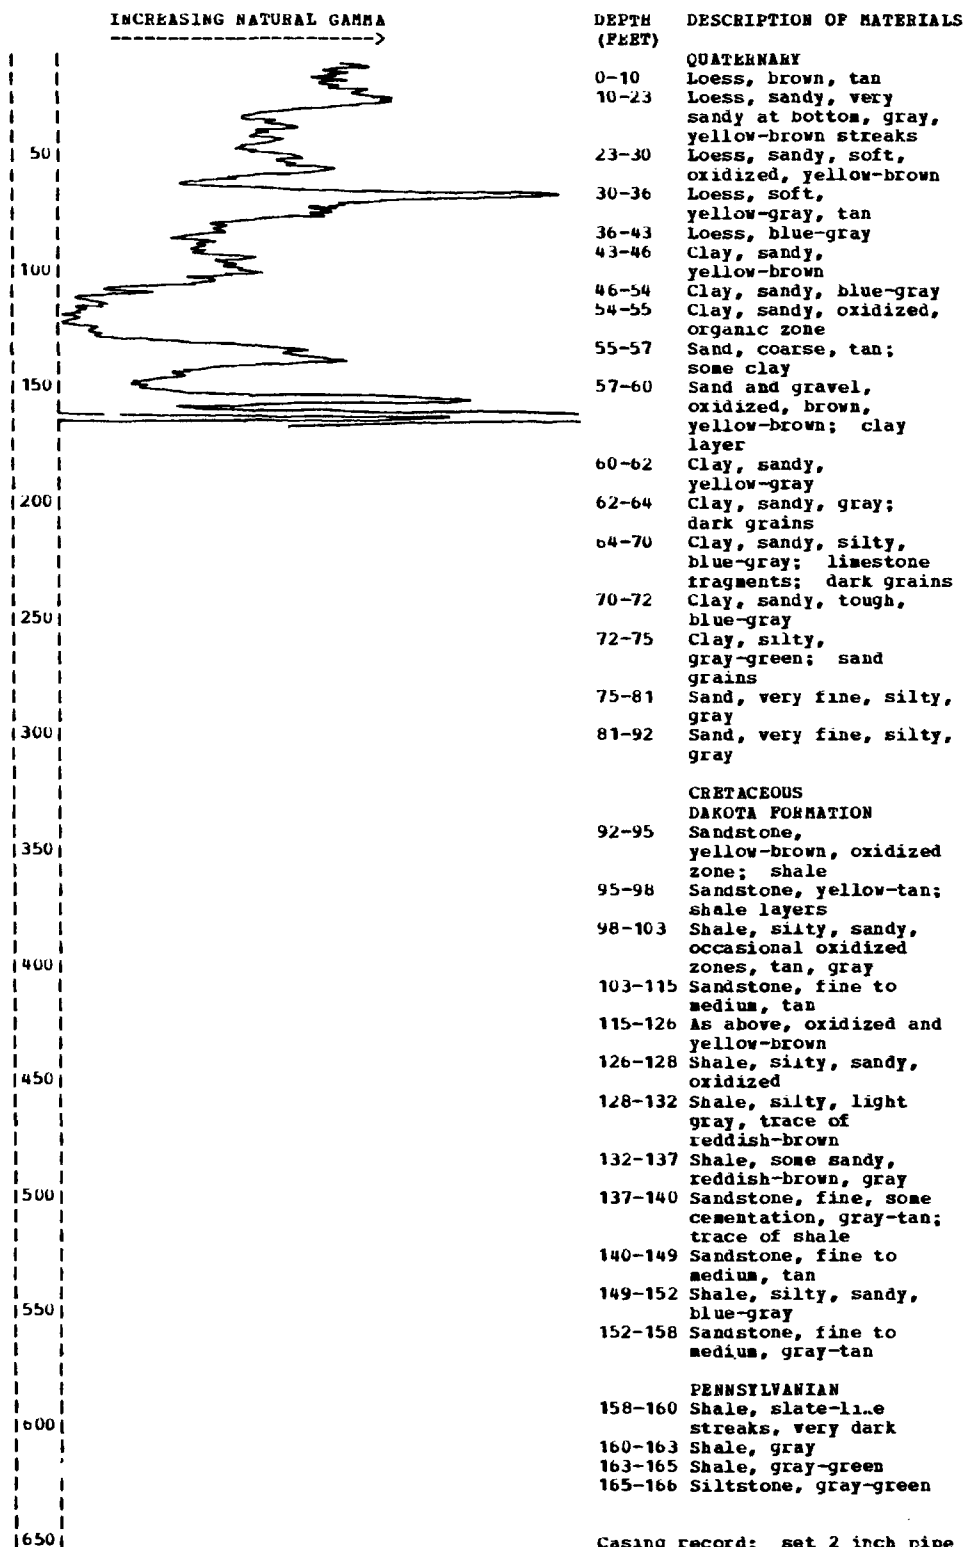 INCREASING NATURAL GAMMA
------------------------------>
DEPTH DESCRIPTION OF MATERIALS
(FEET)
QUATERNARY
0-10 Loess, brown, tan
10-23 Loess, sandy, very
sandy at bottom, gray,
yellow-brown streaks
23-30 Loess, sandy, soft,
oxidized, yellow-brown
30-36 Loess, soft,
yellow-gray, tan
36-43 Loess, blue-gray
43-46 Clay, sandy,
yellow-brown
46-54 Clay, sandy, blue-gray
54-55 Clay, sandy, oxidized,
organic zone
55-57 Sand, coarse, tan;
some clay
57-60 Sand and gravel,
oxidized, brown,
yellow-brown; clay
layer
60-62 Clay, sandy,
yellow-gray
62-64 Clay, sandy, gray;
dark grains
64-70 Clay, sandy, silty,
blue-gray; limestone
fragments; dark grains
70-72 Clay, sandy, tough,
blue-gray
72-75 Clay, silty,
gray-green; sand
grains
75-81 Sand, very fine, silty,
gray
81-92 Sand, very fine, silty,
gray
CRETACEOUS
DAKOTA FORMATION
92-95 Sandstone,
yellow-brown, oxidized
zone; shale
95-98 Sandstone, yellow-tan;
shale layers
98-103 Shale, silty, sandy,
occasional oxidized
zones, tan, gray
103-115 Sandstone, fine to
medium, tan
115-126 As above, oxidized and
yellow-brown
126-128 Shale, silty, sandy,
oxidized
128-132 Shale, silty, light
gray, trace of
reddish-brown
132-137 Shale, some sandy,
reddish-brown, gray
137-140 Sandstone, fine, some
cementation, gray-tan;
trace of shale
140-149 Sandstone, fine to
medium, tan
149-152 Shale, silty, sandy,
blue-gray
152-158 Sandstone, fine to
medium, gray-tan
PENNSYLVANIAN
158-160 Shale,
streaks, very dark
160-163 Shale, gray
163-165 Shale, gray-green
165-166 Siltstone, gray-green
Casing record: set 2 inch pipe
50
100
150
200
250
300
350
400
450
500
550
600
650